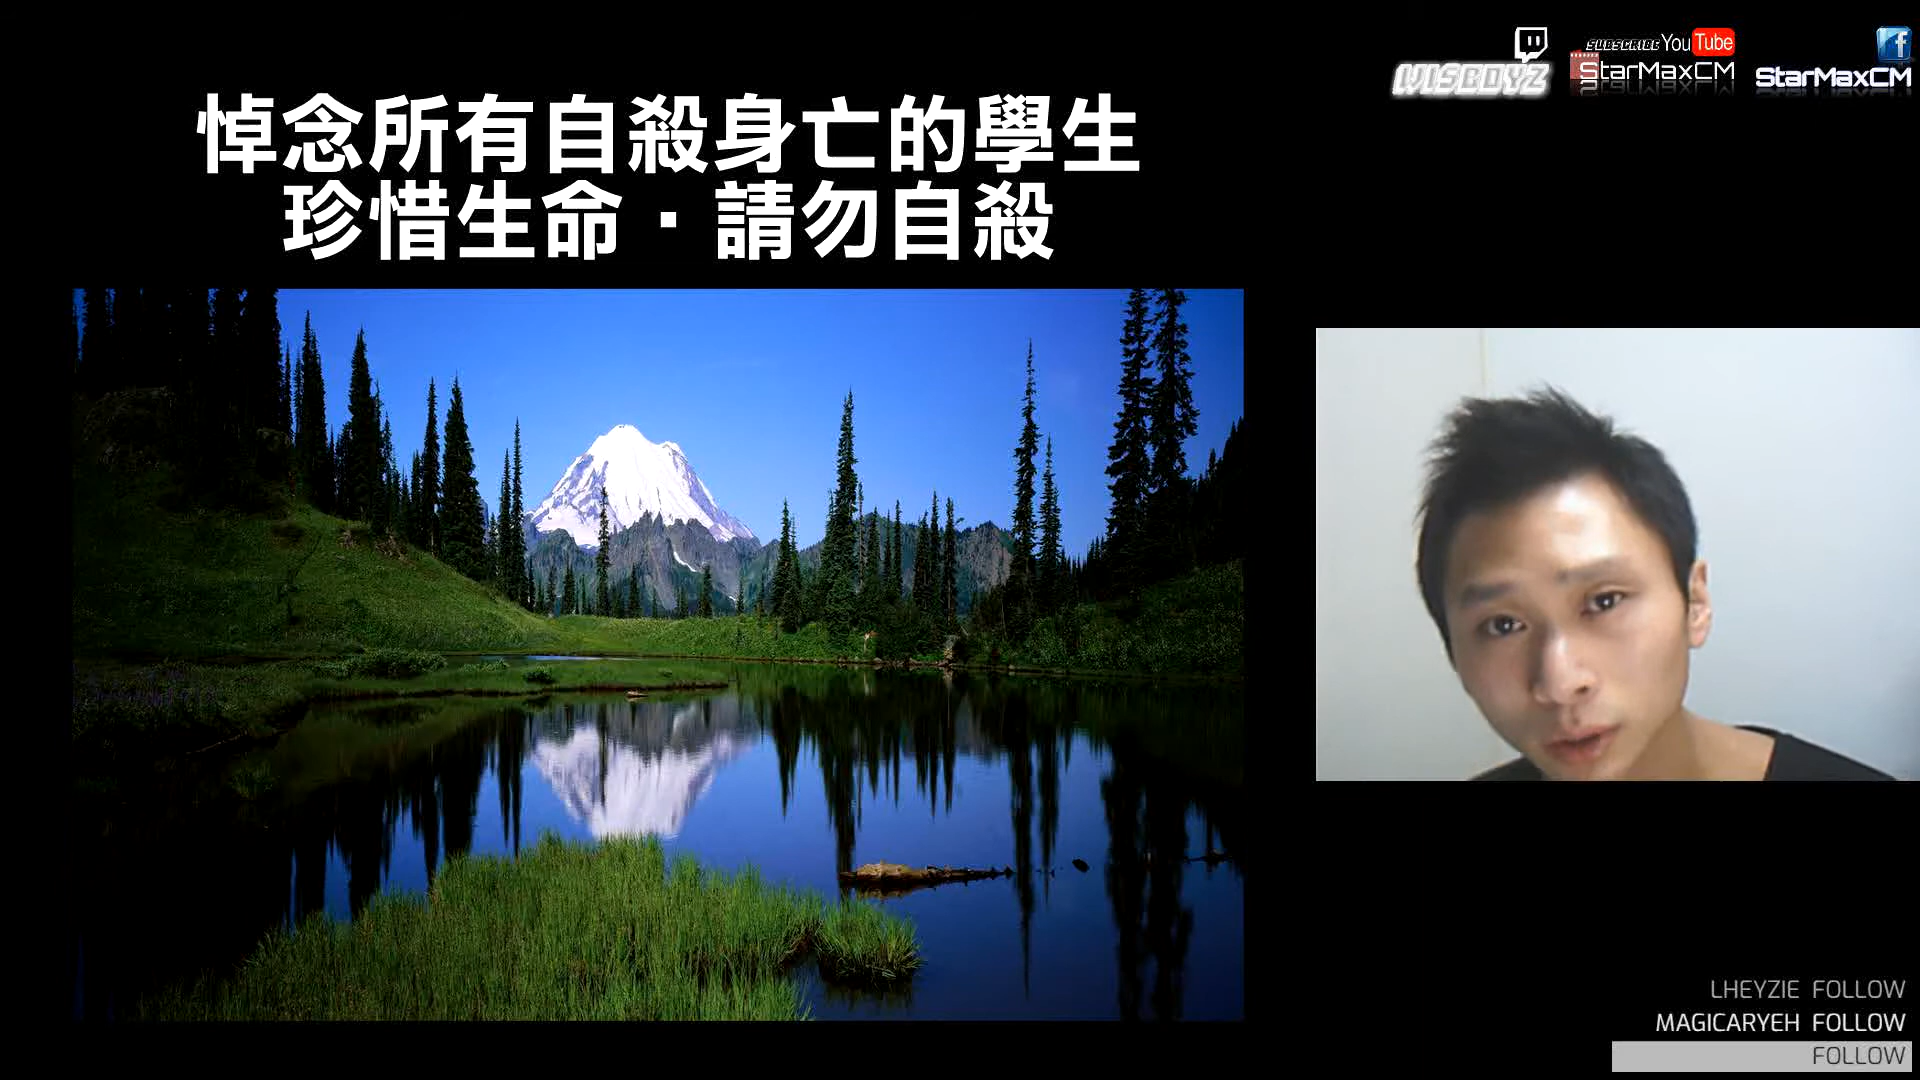 悼念所有自殺身亡的學生
珍惜生命．請勿自殺
WISBOYZ
SUBSCRIBE YouTube
StarMaxCM
StarMaxCM
LHEYZIE FOLLOW
MAGICARYEH FOLLOW
FOLLOW